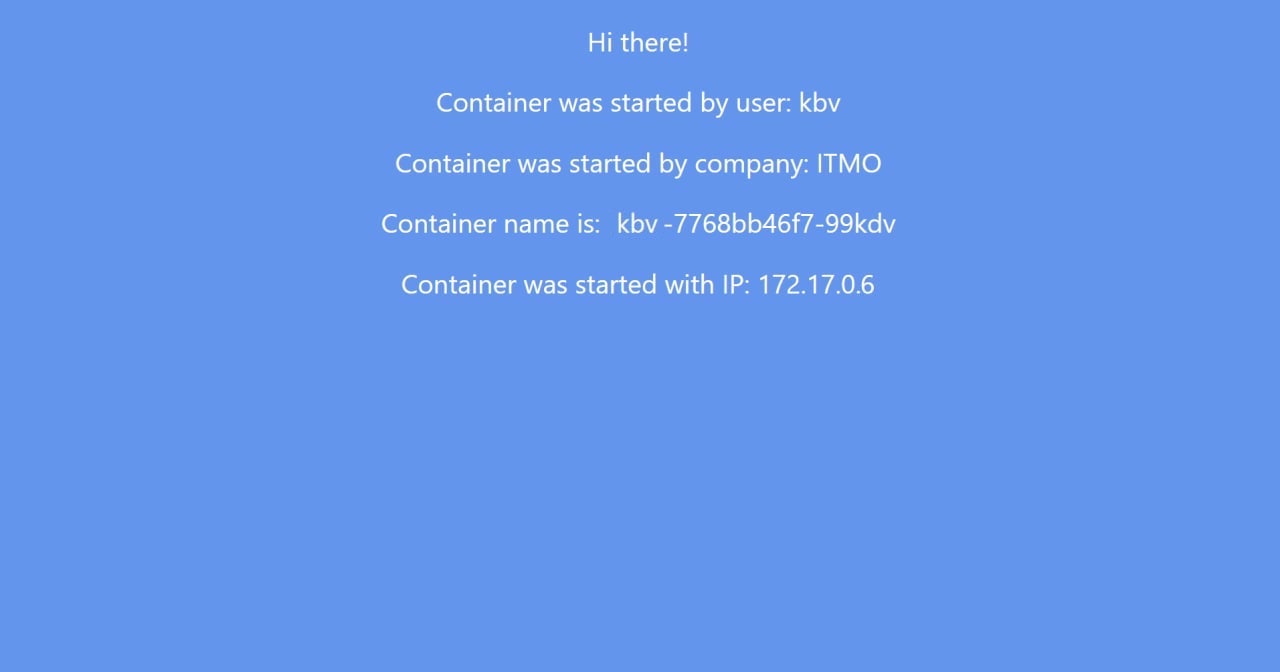 Hi there!
Container was started by user: kbv
Container was started by company: ITMO
Container name is: kbv -7768bb46f7-99kdv
Container was started with IP: 172.17.0.6